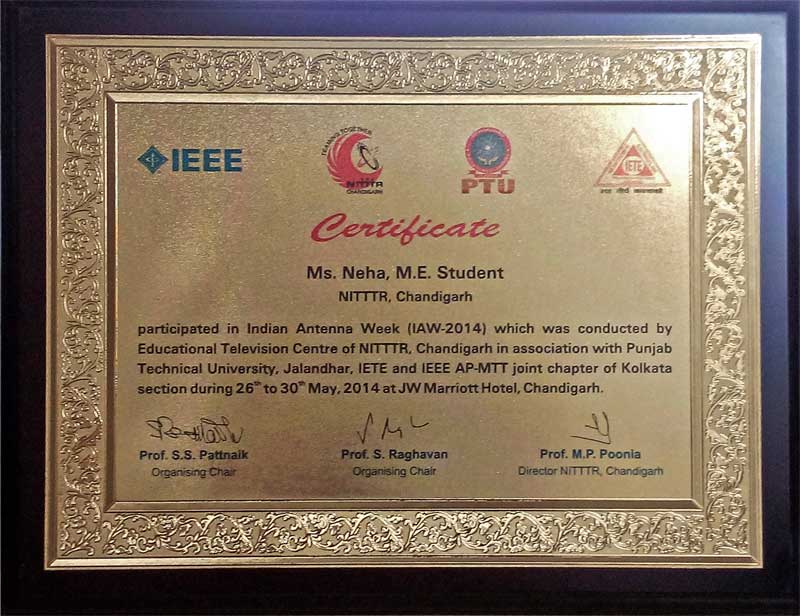 IEEE
LEARNING TOGETHER
NITTTR
CHANDIGARH
PTU
IETE
Certificate
Ms. Neha, M.E. Student
NITTTR, Chandigarh
participated in Indian Antenna Week (IAW-2014) which was conducted by
Educational Television Centre of NITTTR, Chandigarh in association with Punjab
Technical University, Jalandhar, IETE and IEEE AP-MTT joint chapter of Kolkata
section during 26th to 30th May, 2014 at JW Marriott Hotel, Chandigarh.
Prof. S.S. Pattnaik
Organising Chair
Prof. S. Raghavan
Organising Chair
Prof. M.P. Poonia
Director NITTTR, Chandigarh